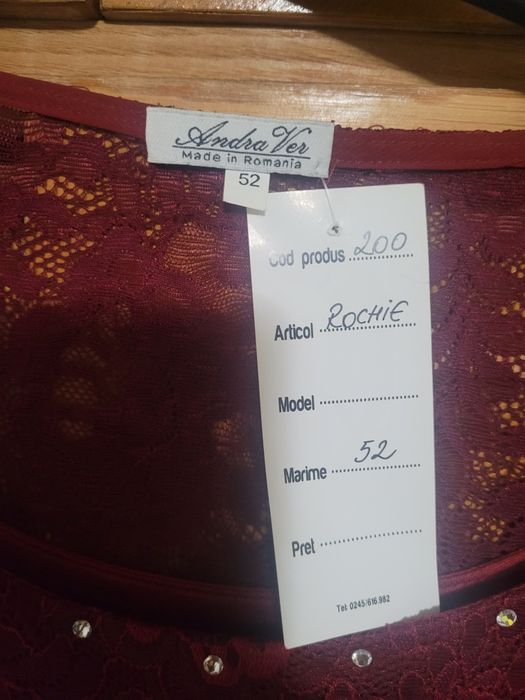 Andra Ver
Made in Romania
52
Cod produs 200
Articol ROCHIE
Model
Marime 52
Pret
Tel: 0245/616.982